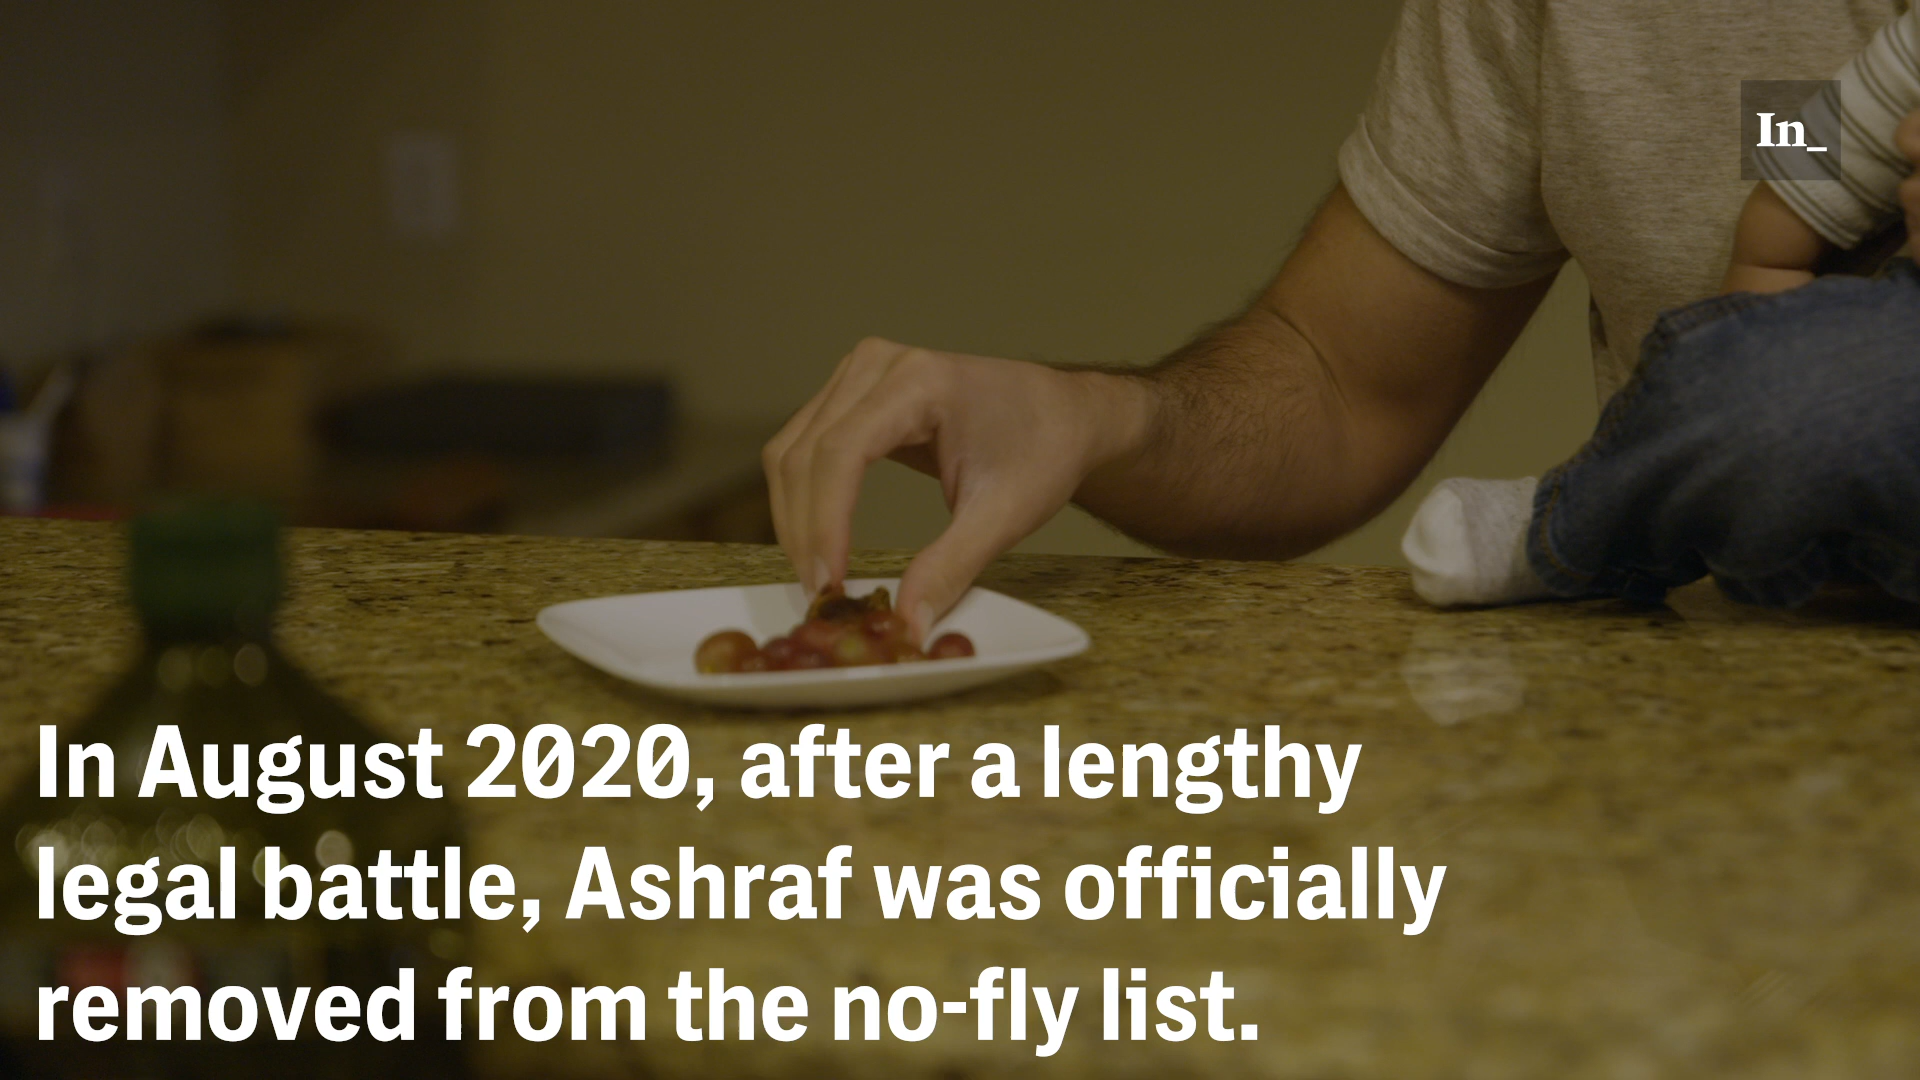 In_
In August 2020, after a lengthy
legal battle, Ashraf was officially
removed from the no-fly list.